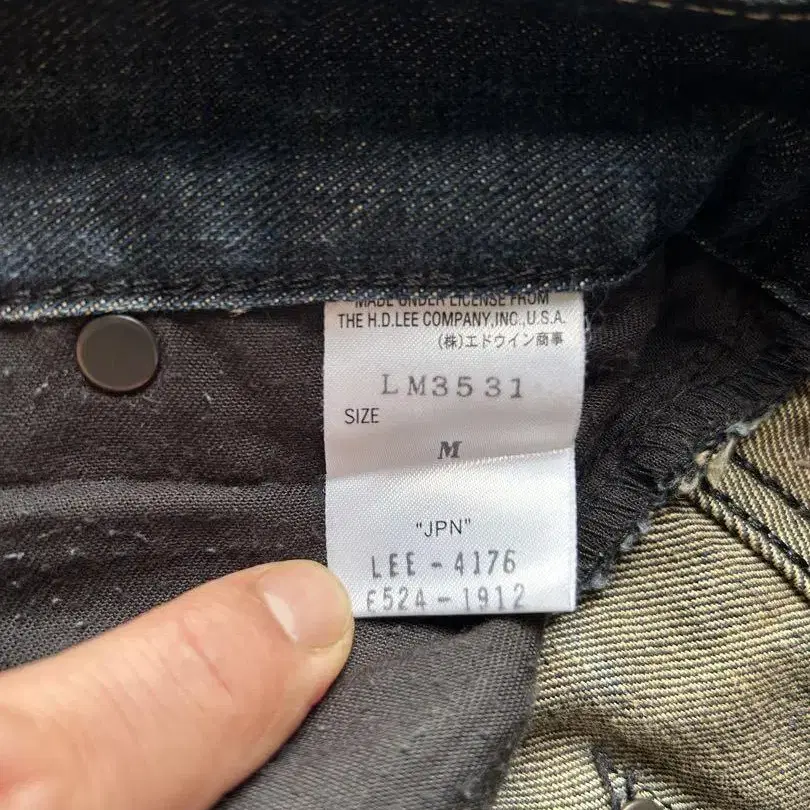 MADE UNDER LICENSE FROM
THE H.D.LEE COMPANY,INC.,U.S.A.
(株)エドウイン商事
LM3531
SIZE
M
"JPN"
LEE-4176
E524-1912